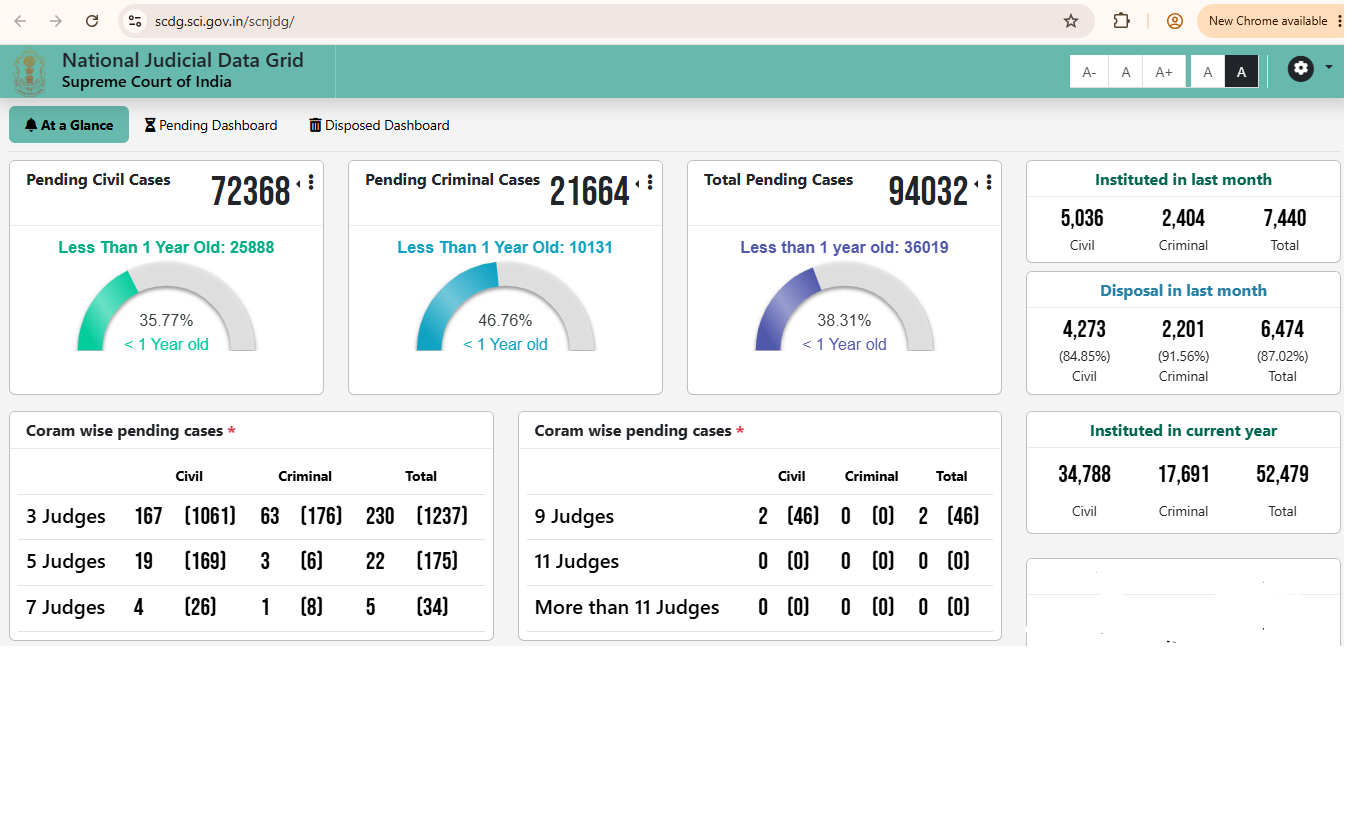 scdg.sci.gov.in/scnjdg/
New Chrome available
National Judicial Data Grid
Supreme Court of India
A- A A+ A A
At a Glance Pending Dashboard Disposed Dashboard
Pending Civil Cases 72368
Less Than 1 Year Old: 25888
35.77%
< 1 Year old
Pending Criminal Cases 21664
Less Than 1 Year Old: 10131
46.76%
< 1 Year old
Total Pending Cases 94032
Less than 1 year old: 36019
38.31%
< 1 Year old
Instituted in last month
5,036 2,404 7,440
Civil Criminal Total
Disposal in last month
4,273 2,201 6,474
(84.85%) (91.56%) (87.02%)
Civil Criminal Total
Coram wise pending cases *
Civil Criminal Total
3 Judges 167 (1061) 63 (176) 230 (1237)
5 Judges 19 (169) 3 (6) 22 (175)
7 Judges 4 (26) 1 (8) 5 (34)
Coram wise pending cases *
Civil Criminal Total
9 Judges 2 (46) 0 (0) 2 (46)
11 Judges 0 (0) 0 (0) 0 (0)
More than 11 Judges 0 (0) 0 (0) 0 (0)
Instituted in current year
34,788 17,691 52,479
Civil Criminal Total